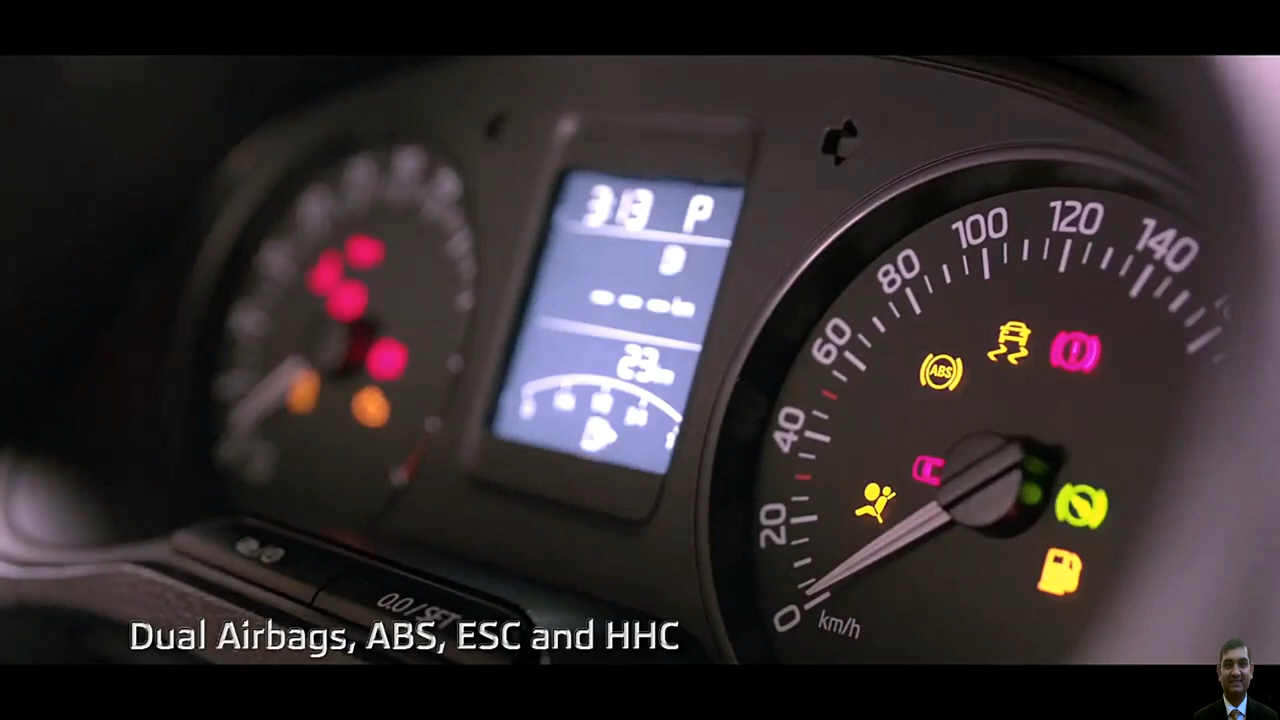 313 P
100
120
140
80
60
ABS
40
20
0
km/h
0.0/SET
Dual Airbags, ABS, ESC and HHC